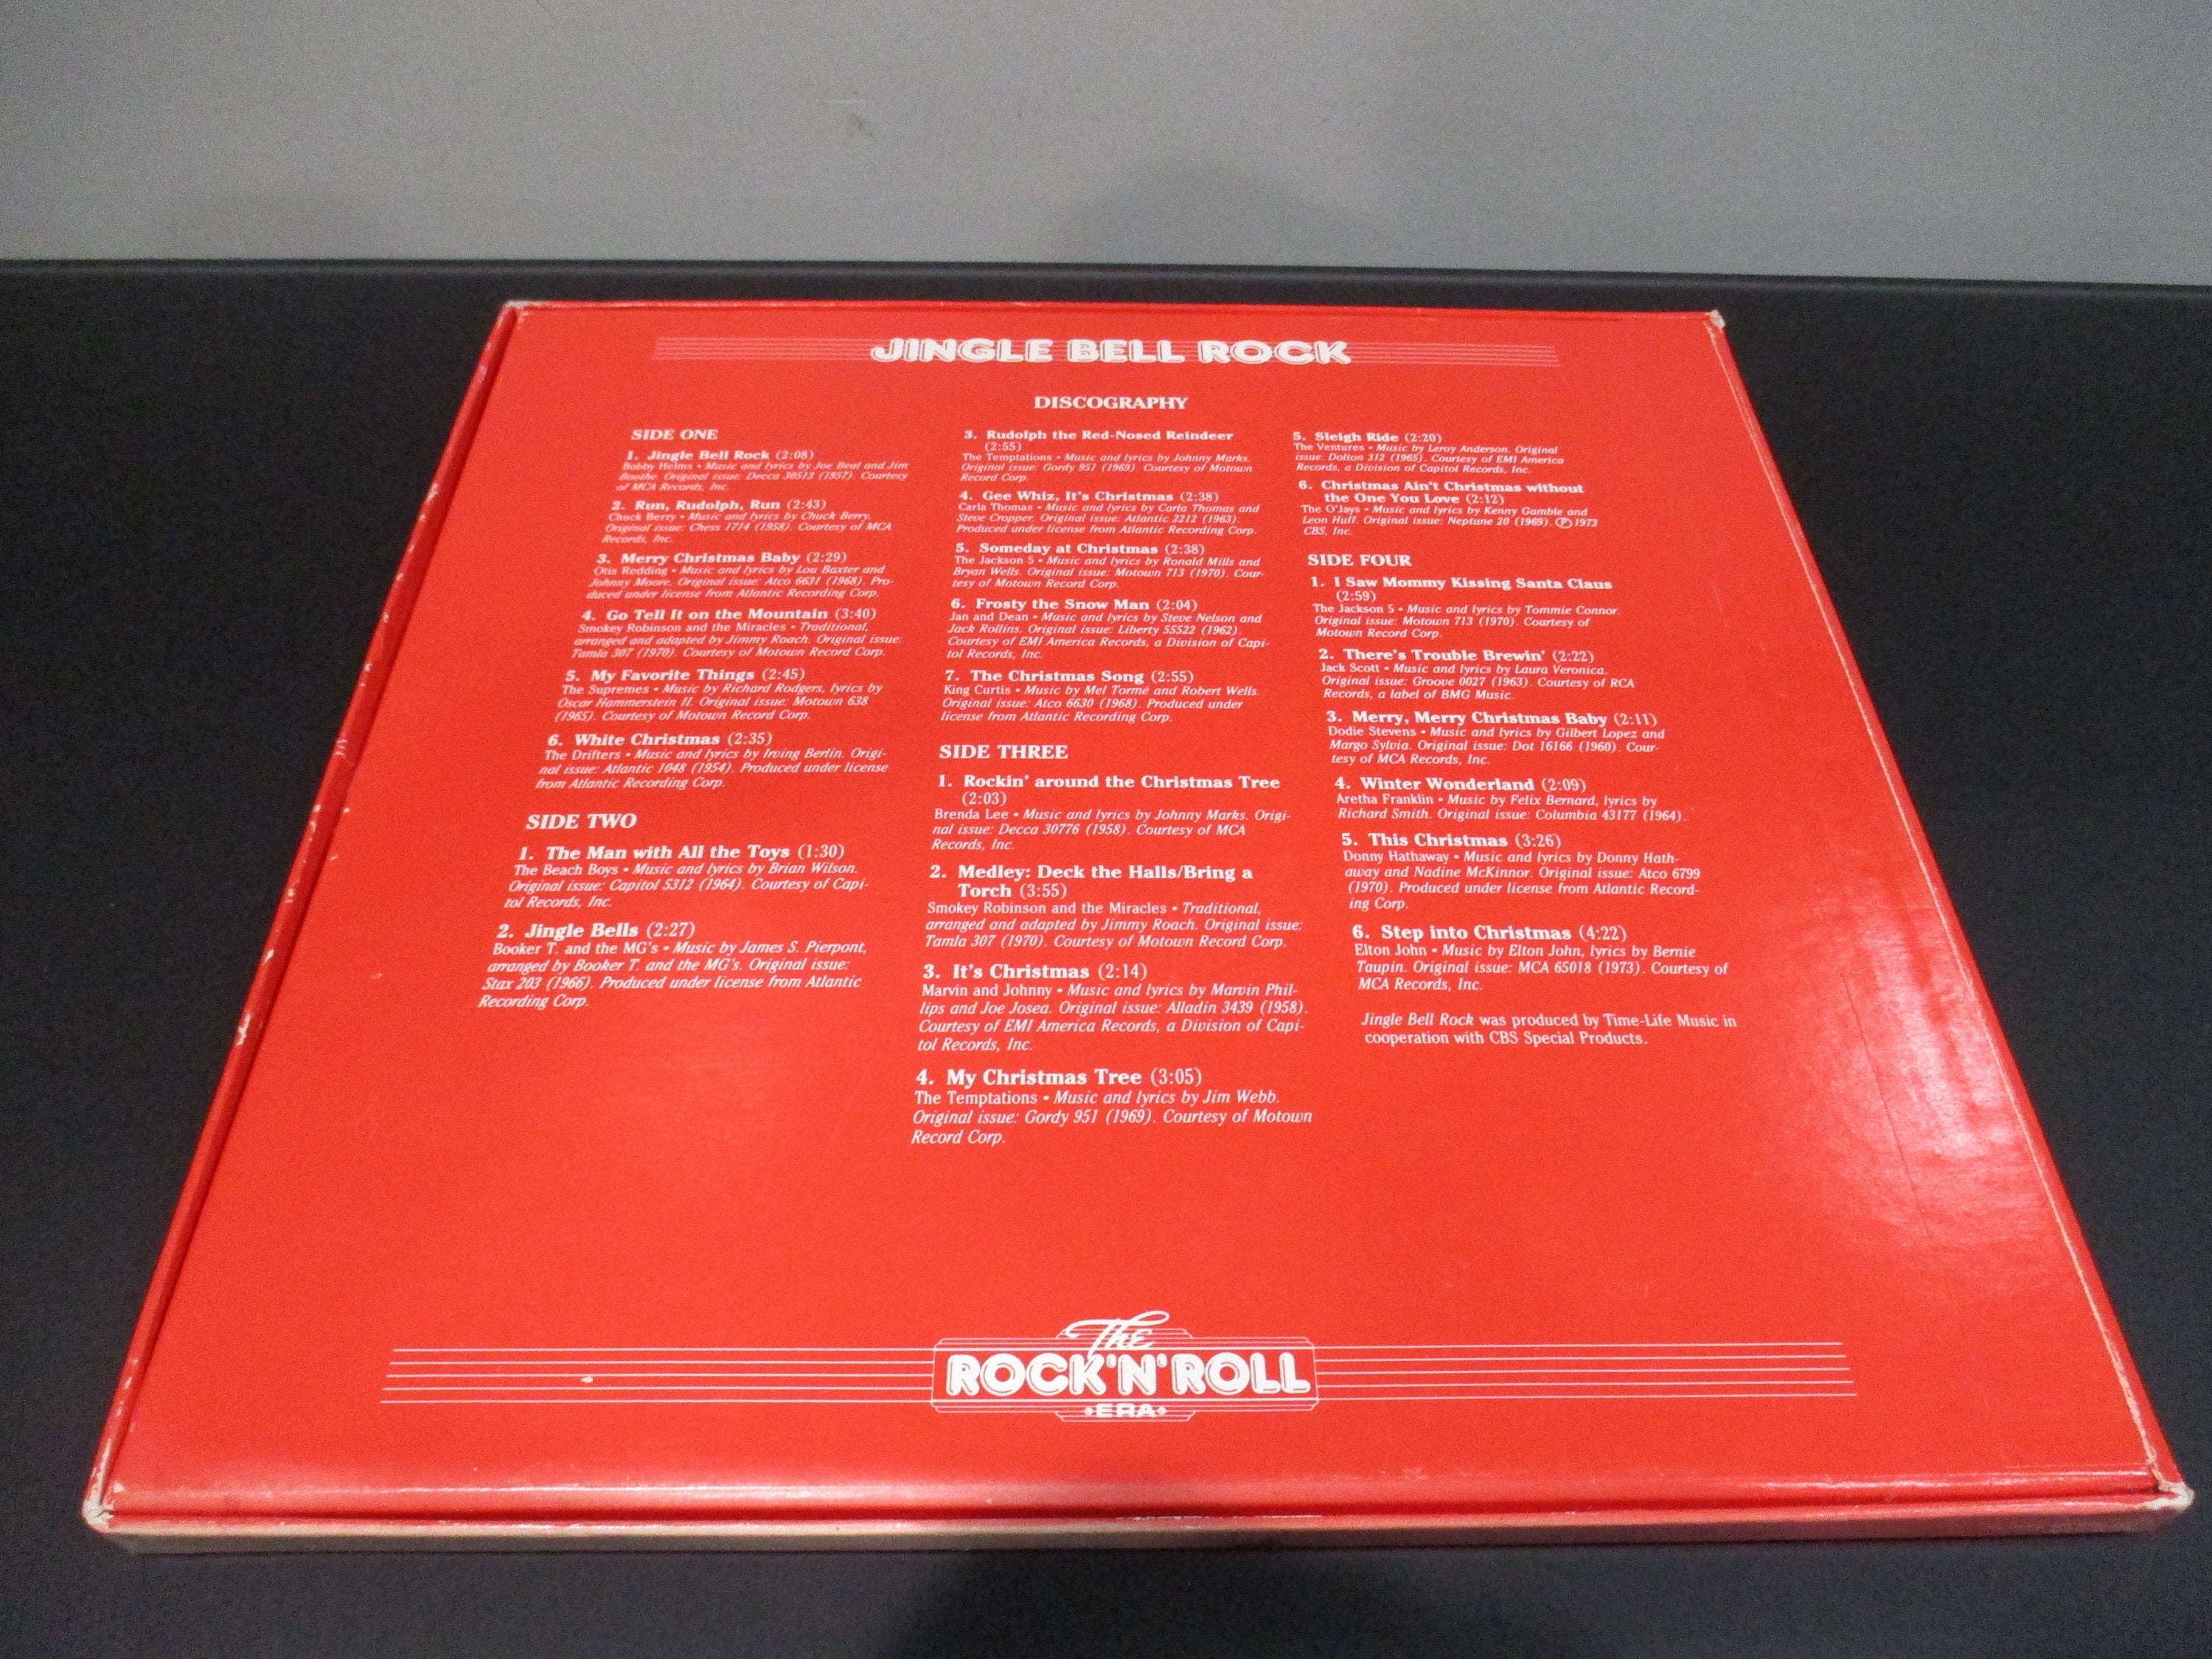 JINGLE BELL ROCK
DISCOGRAPHY
SIDE ONE
1. Jingle Bell Rock (2:08)
Bobby Helms • Music and lyrics by Joe Beal and Jim
Boothe. Original issue: Decca 30513 (1957). Courtesy
of MCA Records, Inc.
2. Run, Rudolph, Run (2:43)
Chuck Berry • Music and lyrics by Chuck Berry.
Original issue: Chess 1714 (1958). Courtesy of MCA
Records, Inc.
3. Merry Christmas Baby (2:29)
Otis Redding • Music and lyrics by Lou Baxter and
Johnny Moore. Original issue: Atco 6631 (1968). Pro-
duced under license from Atlantic Recording Corp.
4. Go Tell It on the Mountain (3:40)
Smokey Robinson and the Miracles • Traditional,
arranged and adapted by Jimmy Roach. Original issue:
Tamla 307 (1970). Courtesy of Motown Record Corp.
5. My Favorite Things (2:45)
The Supremes • Music by Richard Rodgers, lyrics by
Oscar Hammerstein II. Original issue: Motown 638
(1965). Courtesy of Motown Record Corp.
6. White Christmas (2:35)
The Drifters • Music and lyrics by Irving Berlin. Origi-
nal issue: Atlantic 1048 (1954). Produced under license
from Atlantic Recording Corp.
SIDE TWO
1. The Man with All the Toys (1:30)
The Beach Boys • Music and lyrics by Brian Wilson.
Original issue: Capitol 5312 (1964). Courtesy of Capi-
tol Records, Inc.
2. Jingle Bells (2:27)
Booker T. and the MG's • Music by James S. Pierpont,
arranged by Booker T. and the MG's. Original issue:
Stax 203 (1966). Produced under license from Atlantic
Recording Corp.
3. Rudolph the Red-Nosed Reindeer
(2:55)
The Temptations • Music and lyrics by Johnny Marks.
Original issue: Gordy 951 (1969). Courtesy of Motown
Record Corp.
4. Gee Whiz, It's Christmas (2:38)
Carla Thomas • Music and lyrics by Carla Thomas and
Steve Cropper. Original issue: Atlantic 2212 (1963).
Produced under license from Atlantic Recording Corp.
5. Someday at Christmas (2:38)
The Jackson 5 • Music and lyrics by Ronald Mills and
Bryan Wells. Original issue: Motown 713 (1970). Cour-
tesy of Motown Record Corp.
6. Frosty the Snow Man (2:04)
Jan and Dean • Music and lyrics by Steve Nelson and
Jack Rollins. Original issue: Liberty 55522 (1962).
Courtesy of EMI America Records, a Division of Capi-
tol Records, Inc.
7. The Christmas Song (2:55)
King Curtis • Music by Mel Tormé and Robert Wells.
Original issue: Atco 6630 (1968). Produced under
license from Atlantic Recording Corp.
SIDE THREE
1. Rockin' around the Christmas Tree
(2:03)
Brenda Lee • Music and lyrics by Johnny Marks. Origi-
nal issue: Decca 30776 (1958). Courtesy of MCA
Records, Inc.
2. Medley: Deck the Halls/Bring a
Torch (3:55)
Smokey Robinson and the Miracles • Traditional,
arranged and adapted by Jimmy Roach. Original issue:
Tamla 307 (1970). Courtesy of Motown Record Corp.
3. It's Christmas (2:14)
Marvin and Johnny • Music and lyrics by Marvin Phil-
lips and Joe Josea. Original issue: Alladin 3439 (1958).
Courtesy of EMI America Records, a Division of Capi-
tol Records, Inc.
4. My Christmas Tree (3:05)
The Temptations • Music and lyrics by Jim Webb.
Original issue: Gordy 951 (1969). Courtesy of Motown
Record Corp.
5. Sleigh Ride (2:20)
The Ventures • Music by Leroy Anderson. Original
issue: Dolton 312 (1965). Courtesy of EMI America
Records, a Division of Capitol Records, Inc.
6. Christmas Ain't Christmas without
the One You Love (2:12)
The O'Jays • Music and lyrics by Kenny Gamble and
Leon Huff. Original issue: Neptune 20 (1969). ℗ 1973
CBS, Inc.
SIDE FOUR
1. I Saw Mommy Kissing Santa Claus
(2:59)
The Jackson 5 • Music and lyrics by Tommie Connor.
Original issue: Motown 713 (1970). Courtesy of
Motown Record Corp.
2. There's Trouble Brewin' (2:22)
Jack Scott • Music and lyrics by Laura Veronica.
Original issue: Groove 0027 (1963). Courtesy of RCA
Records, a label of BMG Music.
3. Merry, Merry Christmas Baby (2:11)
Dodie Stevens • Music and lyrics by Gilbert Lopez and
Margo Sylvia. Original issue: Dot 16166 (1960). Cour-
tesy of MCA Records, Inc.
4. Winter Wonderland (2:09)
Aretha Franklin • Music by Felix Bernard, lyrics by
Richard Smith. Original issue: Columbia 43177 (1964).
5. This Christmas (3:26)
Donny Hathaway • Music and lyrics by Donny Hath-
away and Nadine McKinnor. Original issue: Atco 6799
(1970). Produced under license from Atlantic Record-
ing Corp.
6. Step into Christmas (4:22)
Elton John • Music by Elton John, lyrics by Bernie
Taupin. Original issue: MCA 65018 (1973). Courtesy of
MCA Records, Inc.
Jingle Bell Rock was produced by Time-Life Music in
cooperation with CBS Special Products.
The
ROCK'N'ROLL
•ERA•